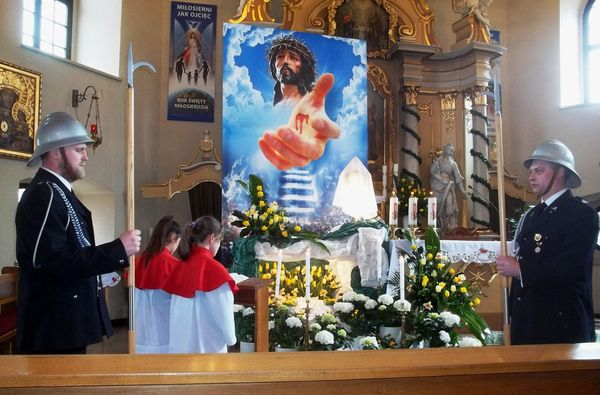 MIŁOSIERNI
JAK OJCIEC
ROK ŚWIĘTY
MIŁOSIERDZIA